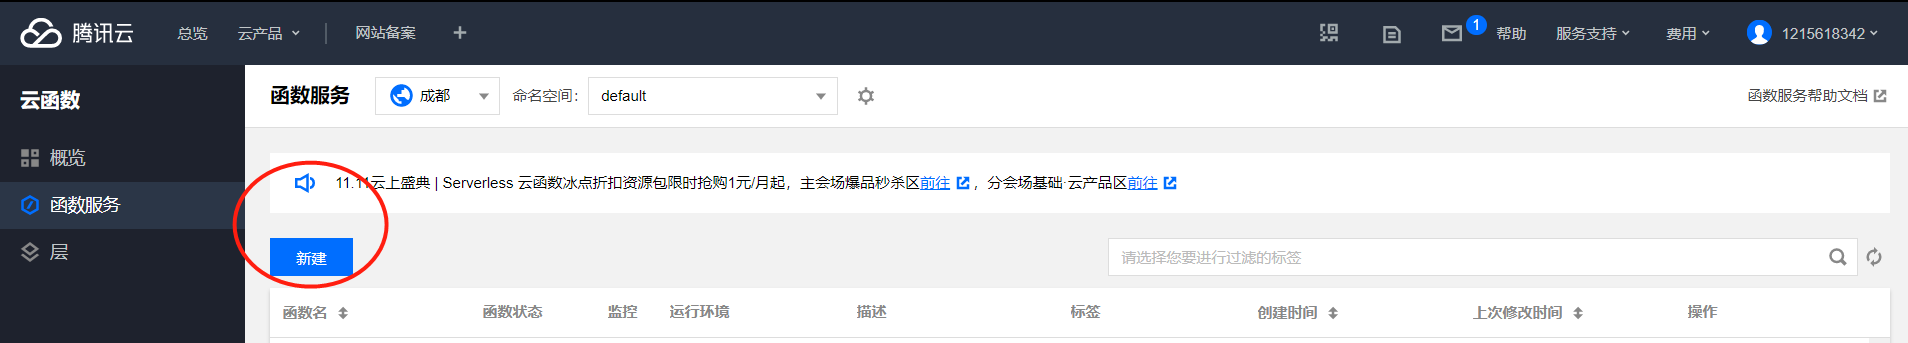 腾讯云 总览 云产品 网站备案 + 1 帮助 服务支持 费用 1215618342
云函数 函数服务 成都 命名空间： default 函数服务帮助文档
概览
11.11云上盛典 | Serverless 云函数冰点折扣资源包限时抢购1元/月起，主会场爆品秒杀区前往 ，分会场基础·云产品区前往
函数服务
层
新建 请选择您要进行过滤的标签
函数名 函数状态 监控 运行环境 描述 标签 创建时间 上次修改时间 操作